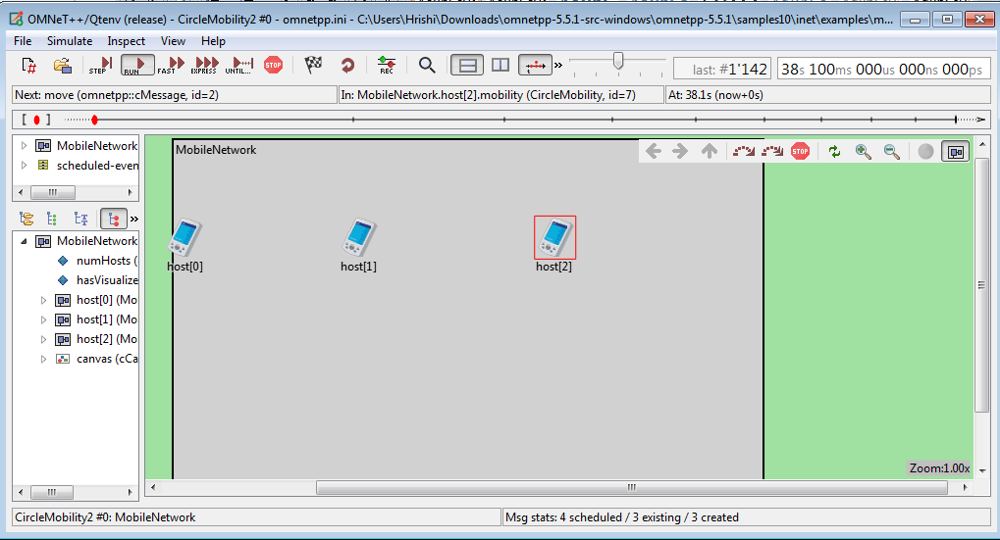 OMNeT++/Qtenv (release) - CircleMobility2 #0 - omnetpp.ini - C:\Users\Hrishi\Downloads\omnetpp-5.5.1-src-windows\omnetpp-5.5.1\samples10\inet\examples\m...
File Simulate Inspect View Help
STEP RUN FAST EXPRESS UNTIL... STOP REC last: #1'142 38s 100ms 000us 000ns 000ps
Next: move (omnetpp::cMessage, id=2) In: MobileNetwork.host[2].mobility (CircleMobility, id=7) At: 38.1s (now+0s)
MobileNetwork
scheduled-even
MobileNetwork
numHosts (
hasVisualize
host[0] (Mo
host[1] (Mo
host[2] (Mo
canvas (cCa
MobileNetwork
STOP
host[0] host[1] host[2]
Zoom:1.00x
CircleMobility2 #0: MobileNetwork Msg stats: 4 scheduled / 3 existing / 3 created